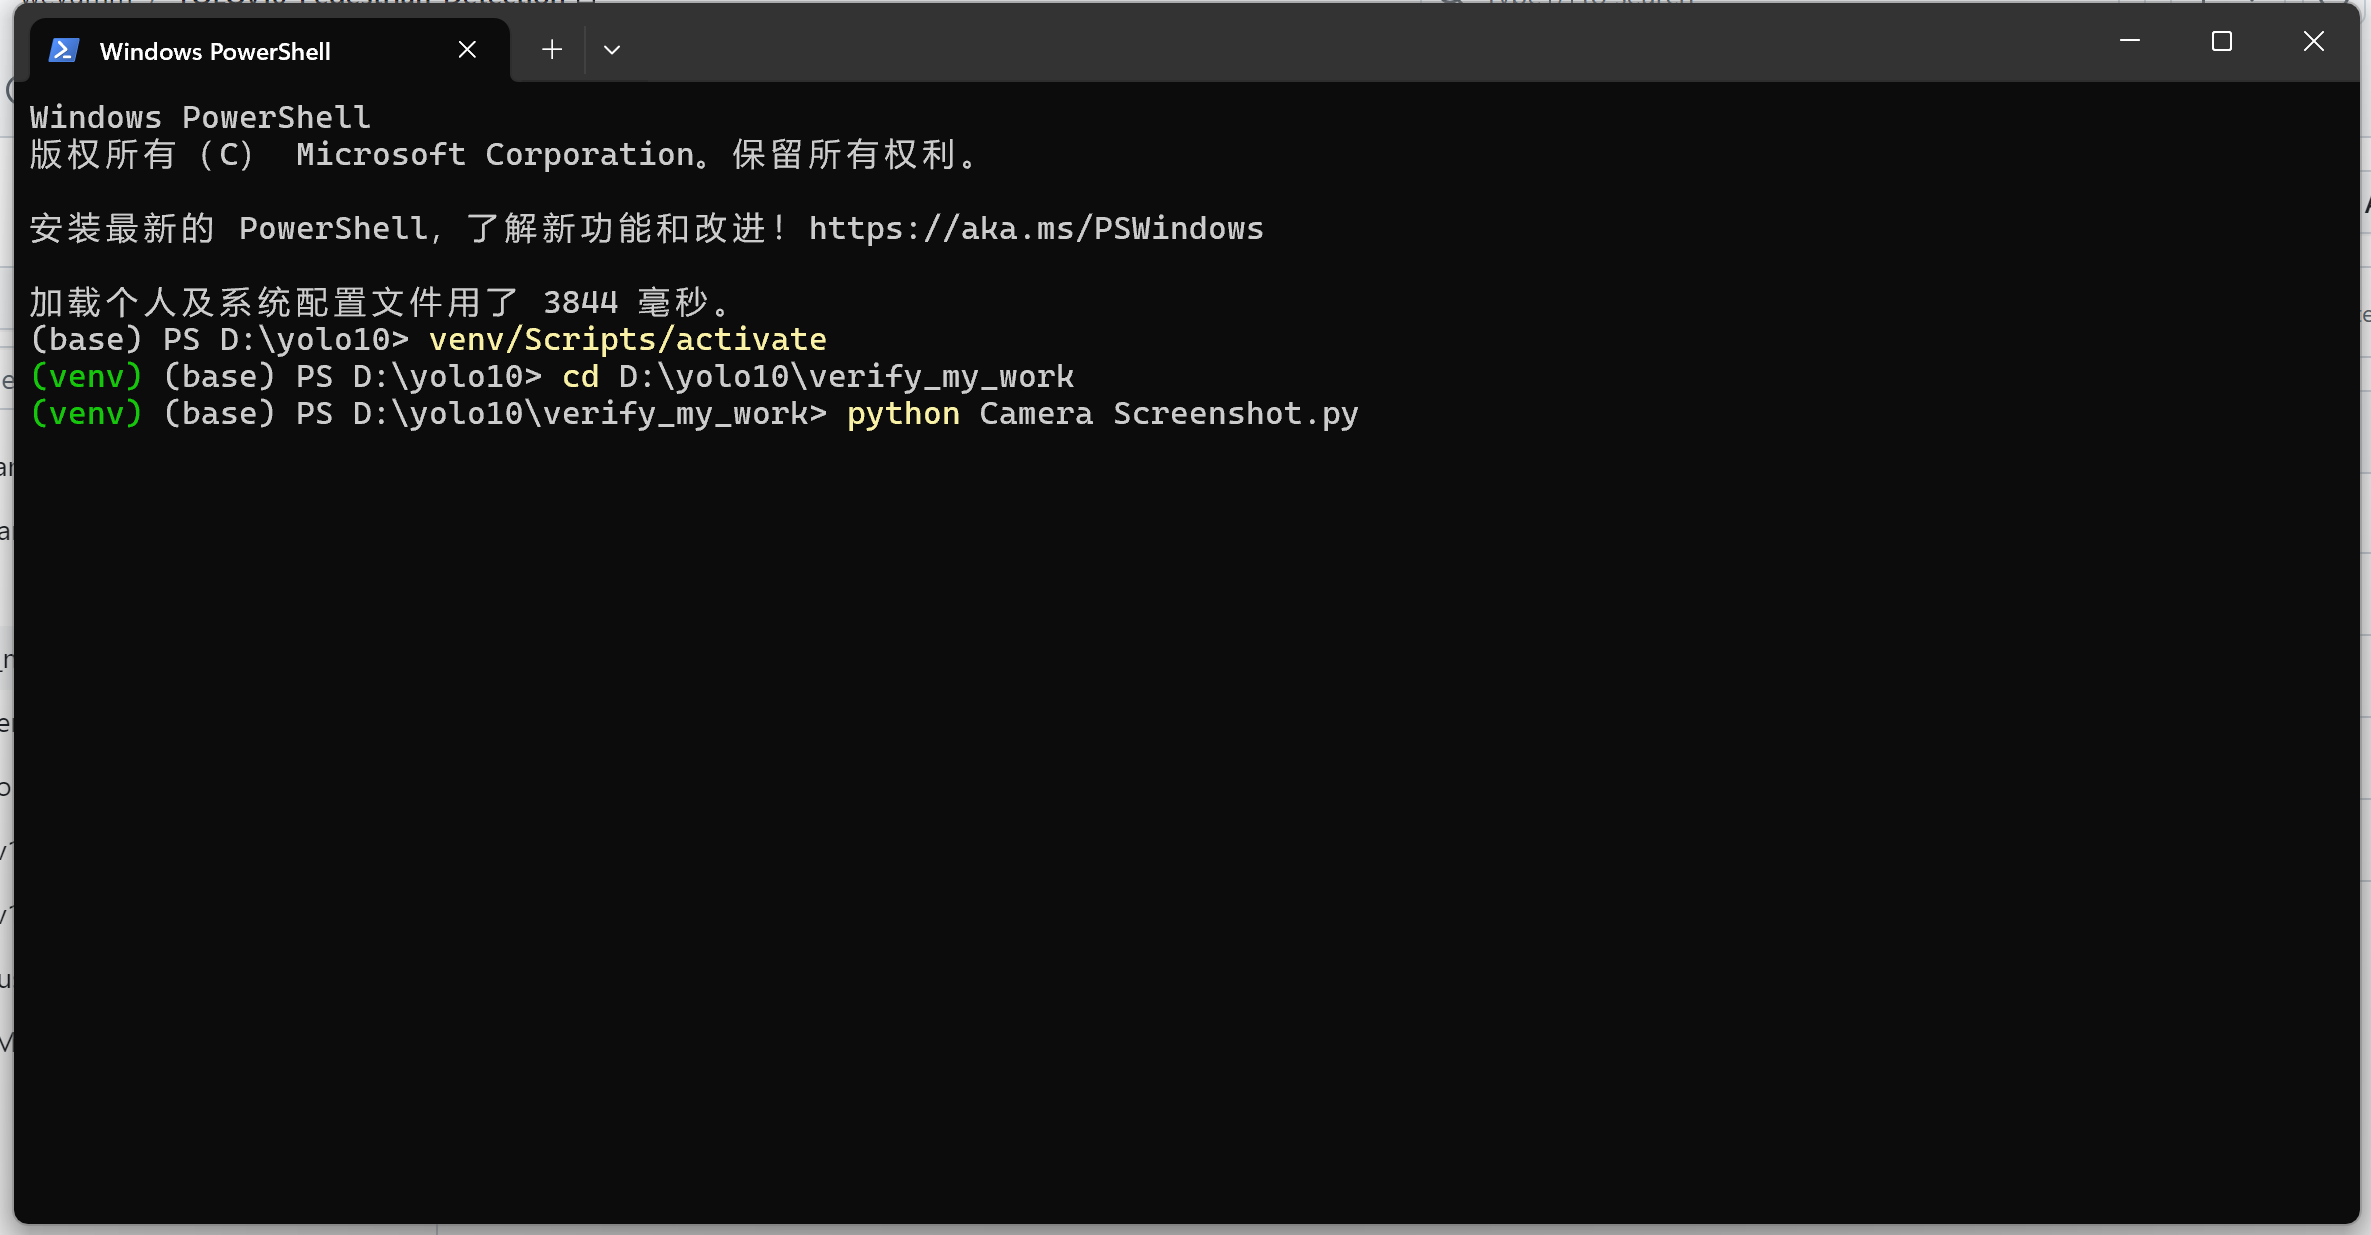 Windows PowerShell
Windows PowerShell
版权所有（C） Microsoft Corporation。保留所有权利。
安装最新的 PowerShell，了解新功能和改进！https://aka.ms/PSWindows
加载个人及系统配置文件用了 3844 毫秒。
(base) PS D:\yolo10> venv/Scripts/activate
(venv) (base) PS D:\yolo10> cd D:\yolo10\verify_my_work
(venv) (base) PS D:\yolo10\verify_my_work> python Camera Screenshot.py